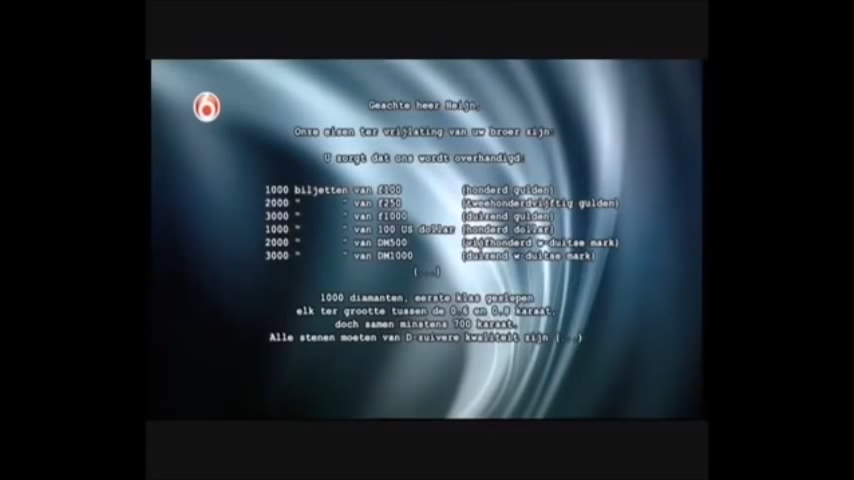 6
Geachte heer Heijn,
Onze eisen ter vrijlating van uw broer zijn:
U zorgt dat ons wordt overhandigd:
1000 biljetten van f100 (honderd gulden)
2000 " " van f250 (tweehonderdvijftig gulden)
3000 " " van f1000 (duizend gulden)
1000 " " van 100 US dollar (honderd dollar)
2000 " " van DM500 (vijfhonderd w-duitse mark)
3000 " " van DM1000 (duizend w-duitse mark)
(...)
1000 diamanten, eerste klas geslepen
elk ter grootte tussen de 0.6 en 0.8 karaat,
doch samen minstens 700 karaat.
Alle stenen moeten van D-zuivere kwaliteit zijn (...)